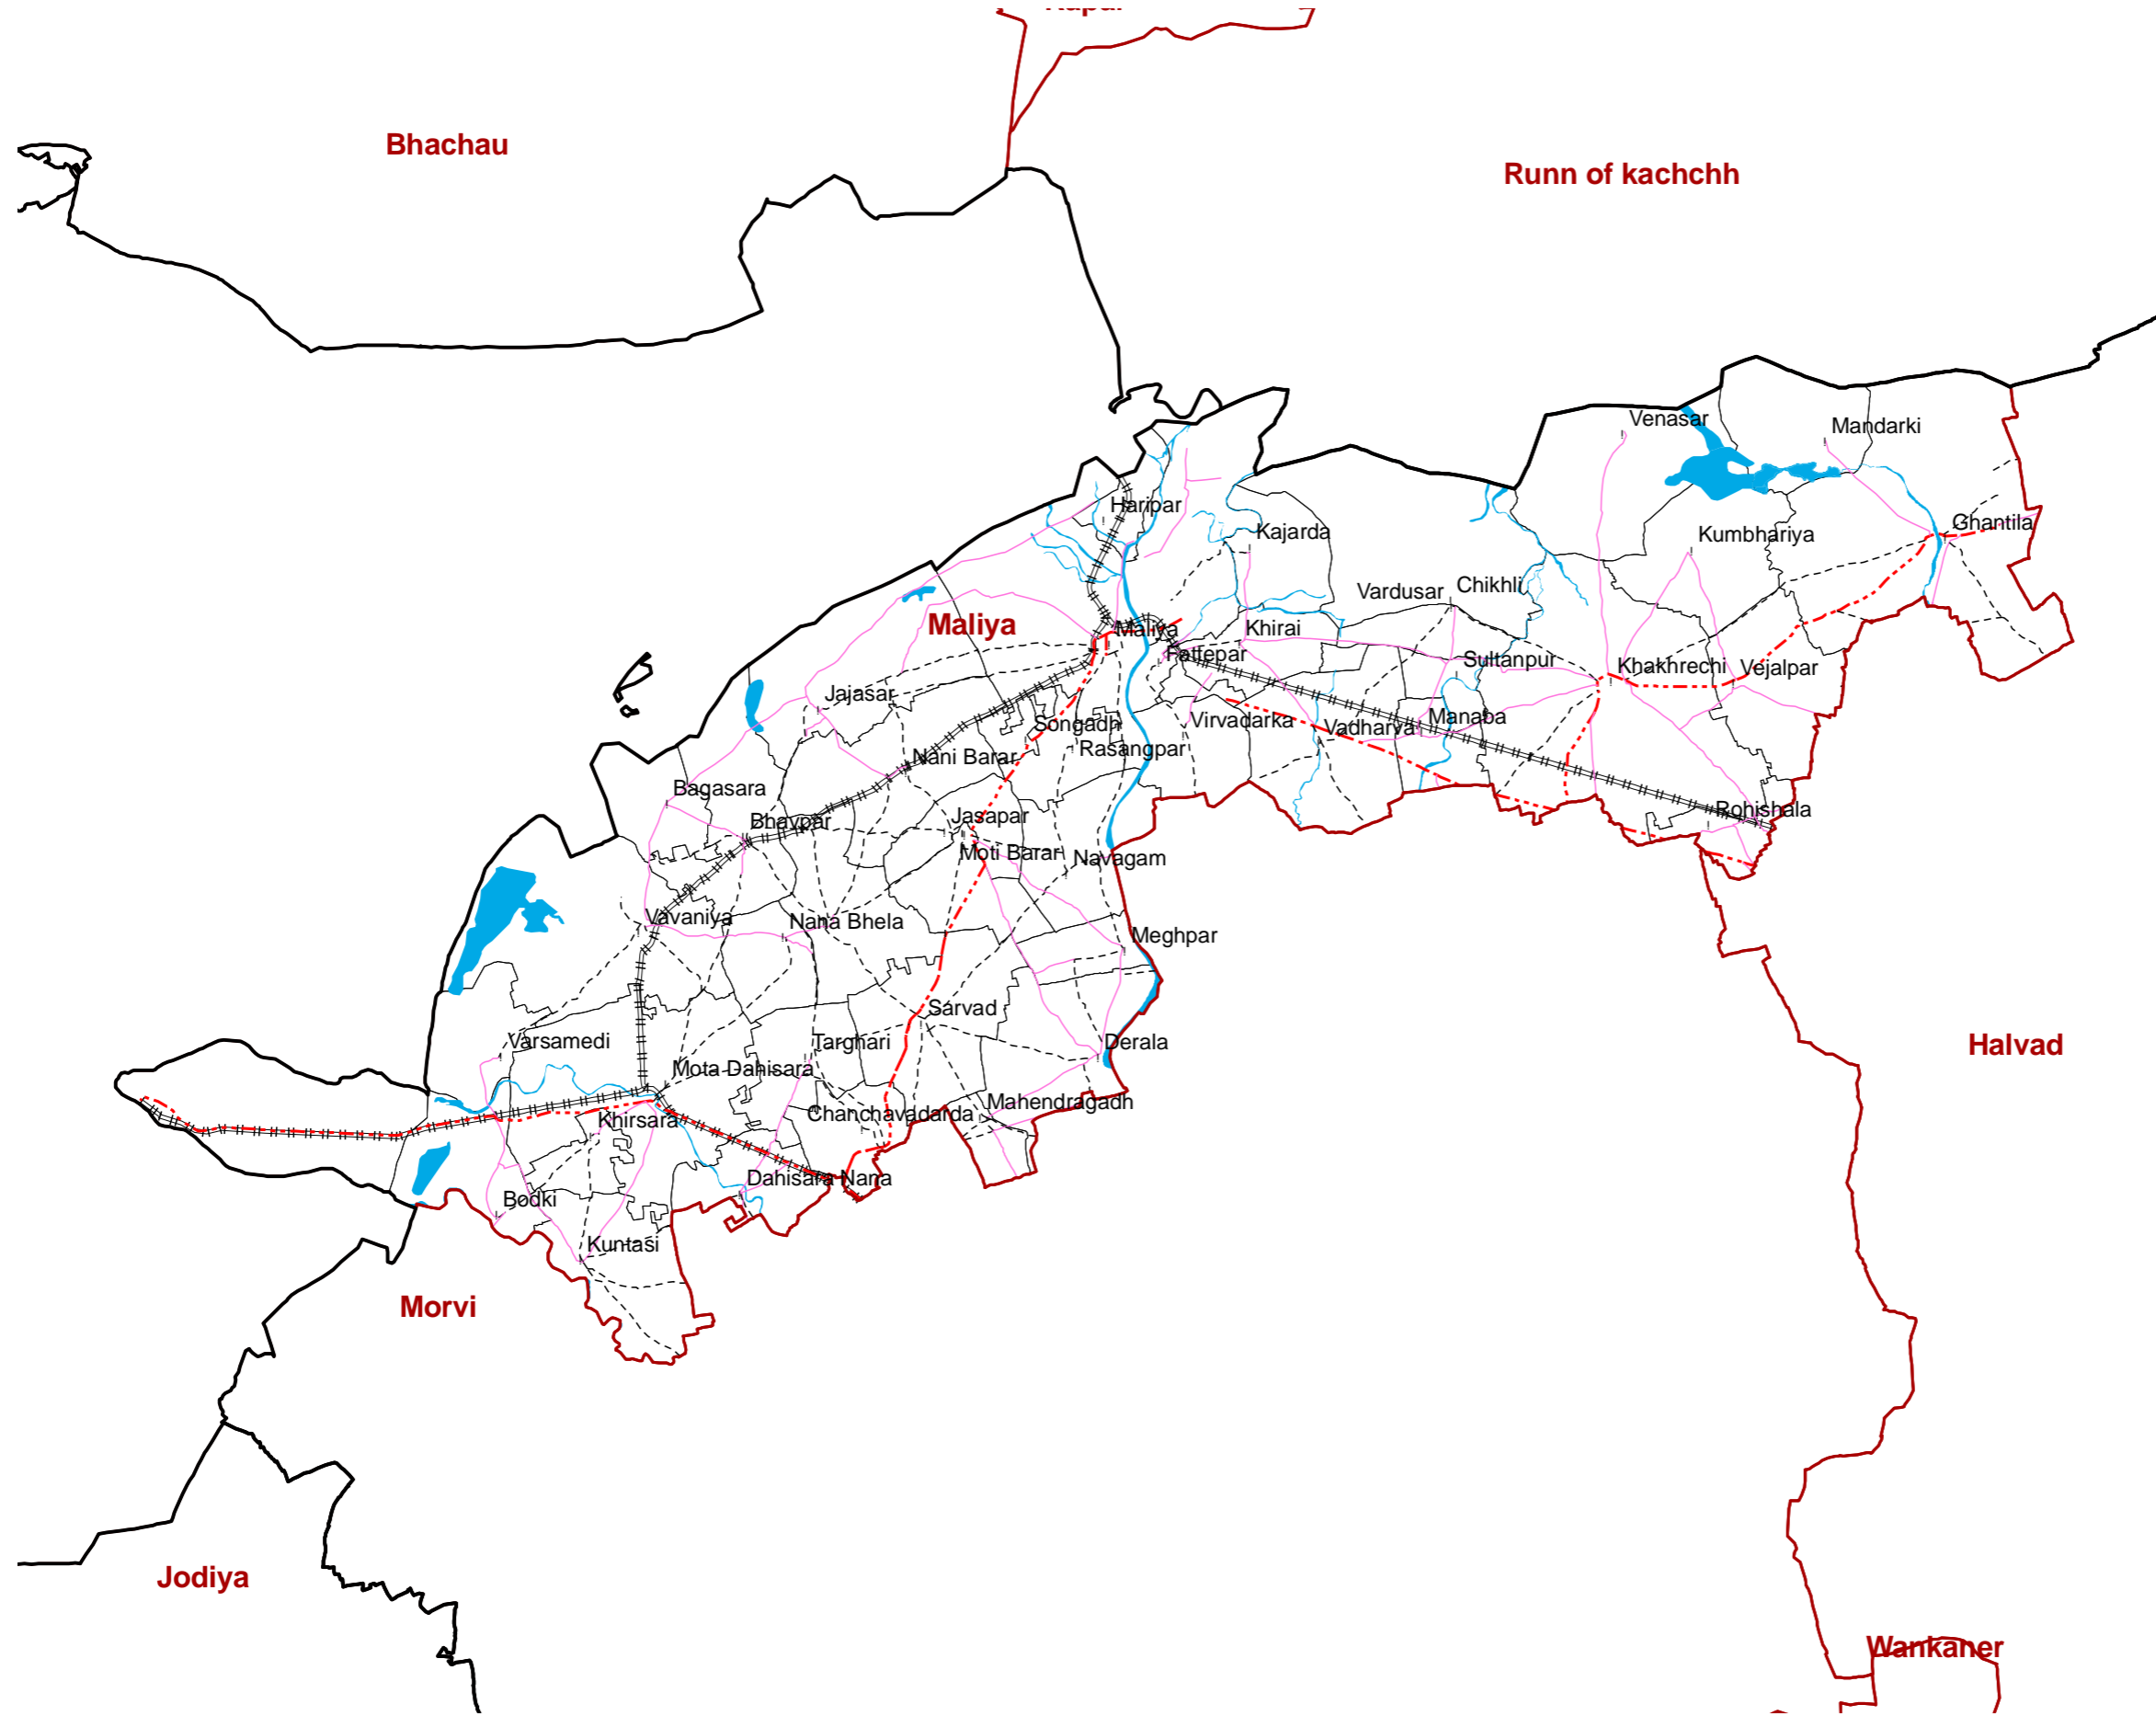 Bhachau
Runn of kachchh
Venasar
Mandarki
Haripar
Kajarda
Kumbhariya
Ghantila
Vardusar
Chikhli
Maliya
Maliya
Khirai
Fattepar
Sultanpur
Khakhrechi
Vejalpar
Jajasar
Songadh
Virvadarka
Vadharva
Manaba
Rasangpar
Nani Barar
Bagasara
Bhavpar
Jasapar
Rohishala
Moti Barar
Navagam
Vavaniya
Nana Bhela
Meghpar
Sarvad
Varsamedi
Targhari
Derala
Halvad
Mota Dahisara
Khirsara
Chanchavadarda
Mahendragadh
Dahisara Nana
Bodki
Kuntasi
Morvi
Jodiya
Wankaner